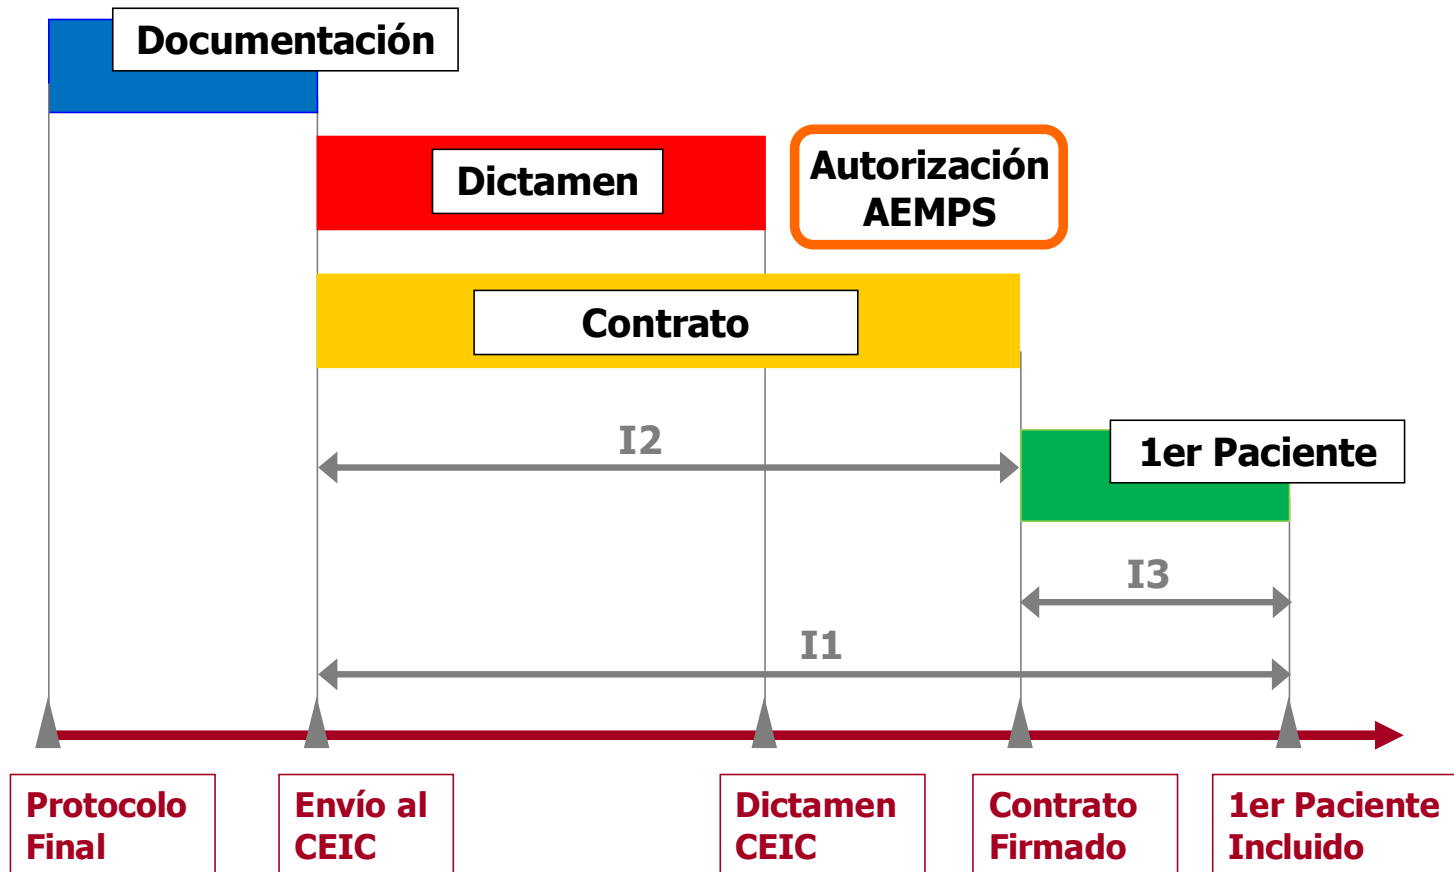 Documentación
Dictamen
Autorización
AEMPS
Contrato
I2
1er Paciente
I3
I1
Protocolo
Final
Envío al
CEIC
Dictamen
CEIC
Contrato
Firmado
1er Paciente
Incluido